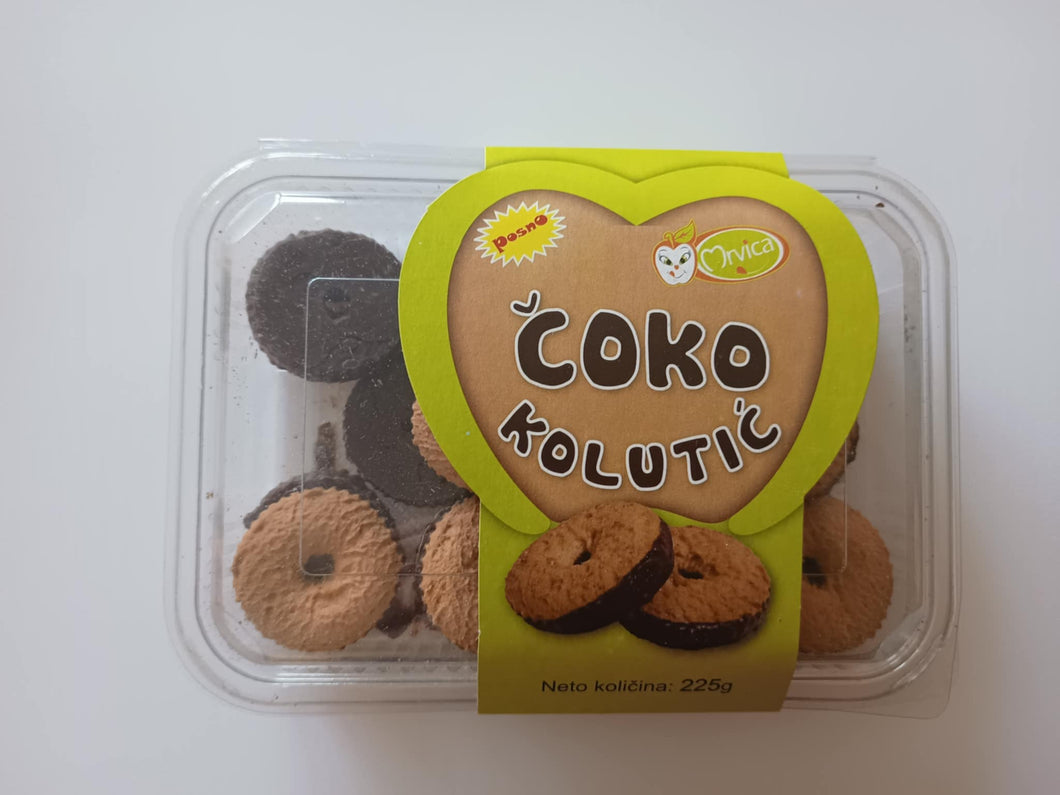 posno
Mrvica
ČOKO
KOLUTIĆ
Neto količina: 225g